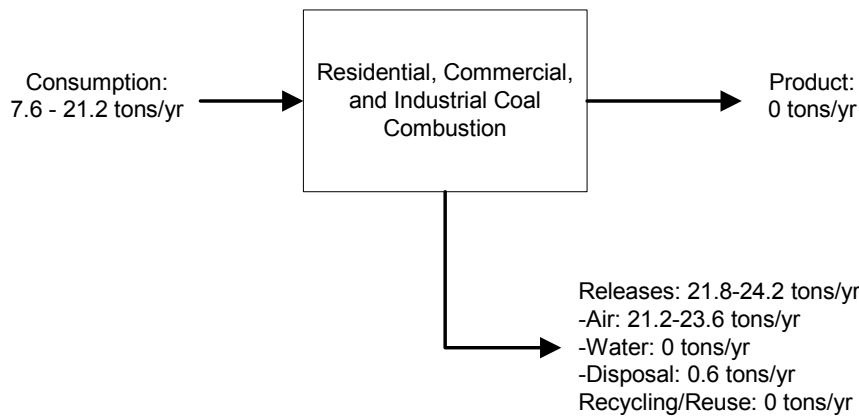 Consumption:
7.6 - 21.2 tons/yr
Residential, Commercial,
and Industrial Coal
Combustion
Product:
0 tons/yr
Releases: 21.8-24.2 tons/yr
-Air: 21.2-23.6 tons/yr
-Water: 0 tons/yr
-Disposal: 0.6 tons/yr
Recycling/Reuse: 0 tons/yr